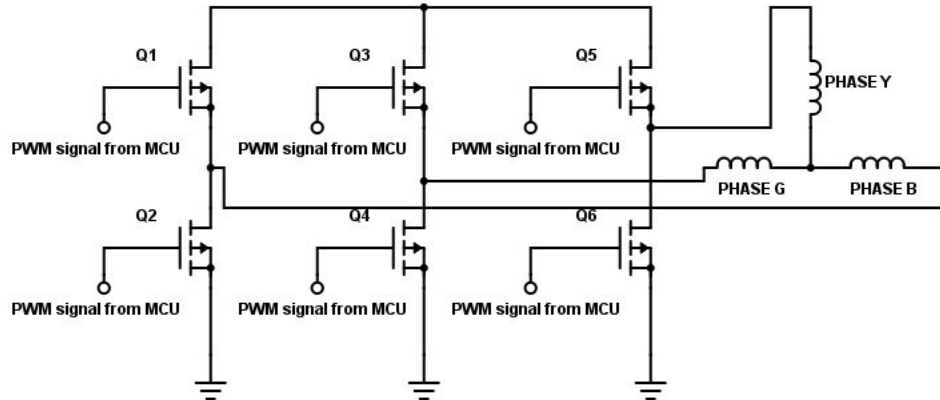 Q1
Q3
Q5
PHASE Y
PWM signal from MCU
PWM signal from MCU
PWM signal from MCU
PHASE G
PHASE B
Q2
Q4
Q6
PWM signal from MCU
PWM signal from MCU
PWM signal from MCU